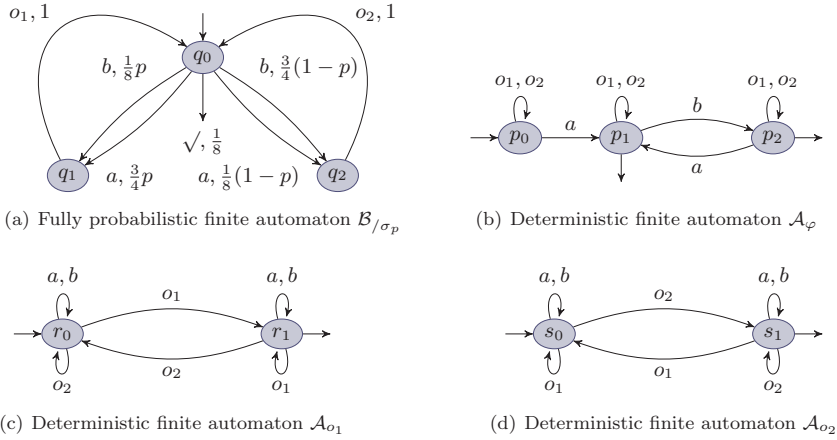 o₁, 1
o₂, 1
q₀
b, 1/8 p
b, 3/4 (1 − p)
√, 1/8
q₁
a, 3/4 p
a, 1/8 (1 − p)
q₂
(a) Fully probabilistic finite automaton 𝓑/σₚ
o₁, o₂
o₁, o₂
o₁, o₂
p₀
a
p₁
b
a
p₂
(b) Deterministic finite automaton 𝓐φ
a, b
o₁
a, b
r₀
r₁
o₂
o₂
o₁
(c) Deterministic finite automaton 𝓐o₁
a, b
o₂
a, b
s₀
s₁
o₁
o₁
o₂
(d) Deterministic finite automaton 𝓐o₂